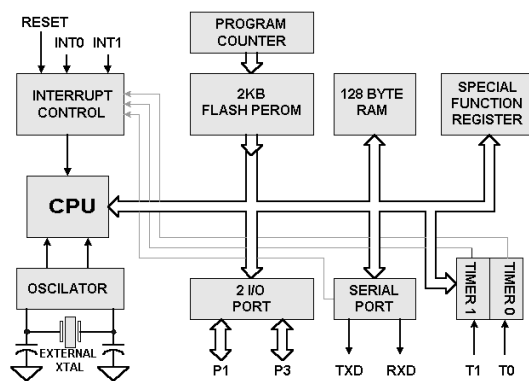 RESET
INT0
INT1
PROGRAM
COUNTER
INTERRUPT
CONTROL
2KB
FLASH PEROM
128 BYTE
RAM
SPECIAL
FUNCTION
REGISTER
CPU
OSCILATOR
2 I/O
PORT
SERIAL
PORT
TIMER 1
TIMER 0
EXTERNAL
XTAL
P1
P3
TXD
RXD
T1
T0